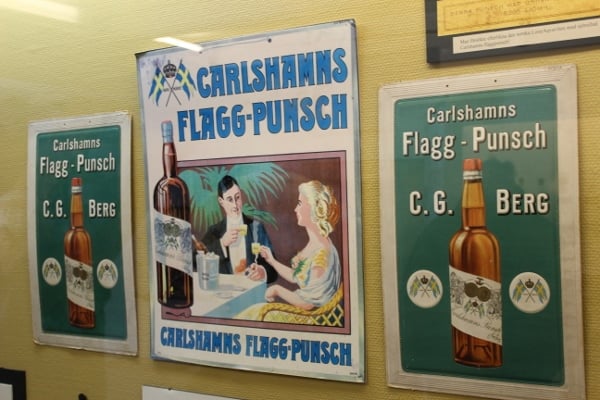 Carlshamns
Flagg - Punsch
C. G. BERG
CARLSHAMNS
FLAGG-PUNSCH
CARLSHAMNS FLAGG-PUNSCH
Carlshamns
Flagg - Punsch
C. G. BERG